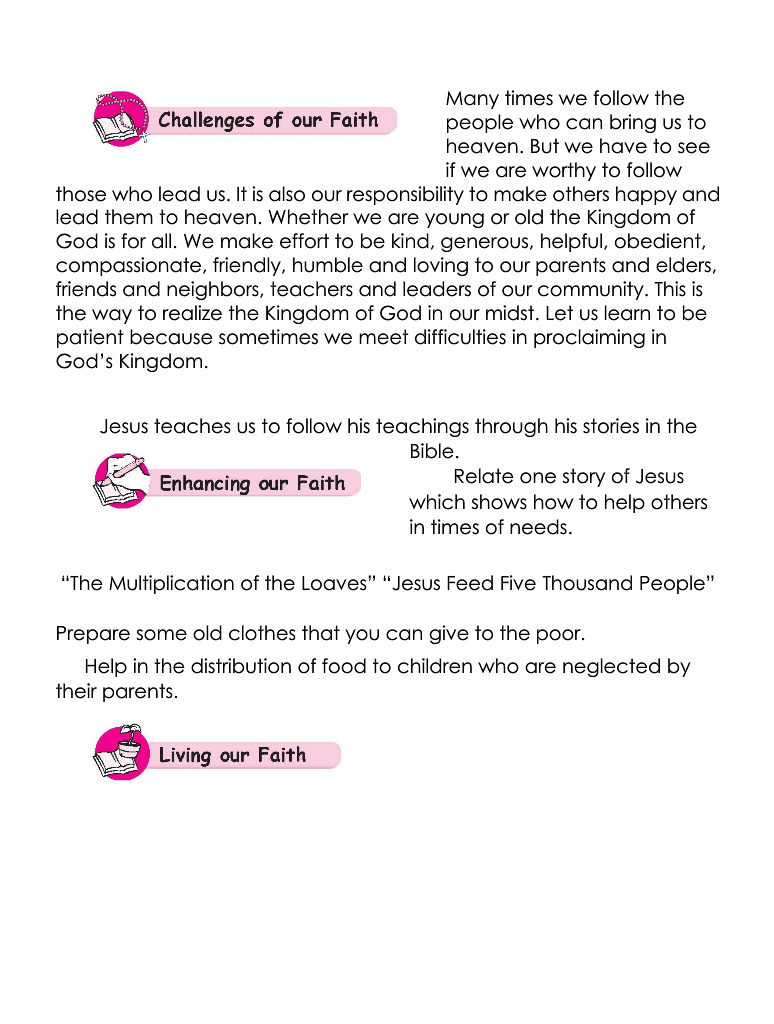 Challenges of our Faith
Many times we follow the
people who can bring us to
heaven. But we have to see
if we are worthy to follow
those who lead us. It is also our responsibility to make others happy and
lead them to heaven. Whether we are young or old the Kingdom of
God is for all. We make effort to be kind, generous, helpful, obedient,
compassionate, friendly, humble and loving to our parents and elders,
friends and neighbors, teachers and leaders of our community. This is
the way to realize the Kingdom of God in our midst. Let us learn to be
patient because sometimes we meet difficulties in proclaiming in
God’s Kingdom.
Jesus teaches us to follow his teachings through his stories in the
Bible.
Enhancing our Faith
Relate one story of Jesus
which shows how to help others
in times of needs.
“The Multiplication of the Loaves” “Jesus Feed Five Thousand People”
Prepare some old clothes that you can give to the poor.
Help in the distribution of food to children who are neglected by
their parents.
Living our Faith